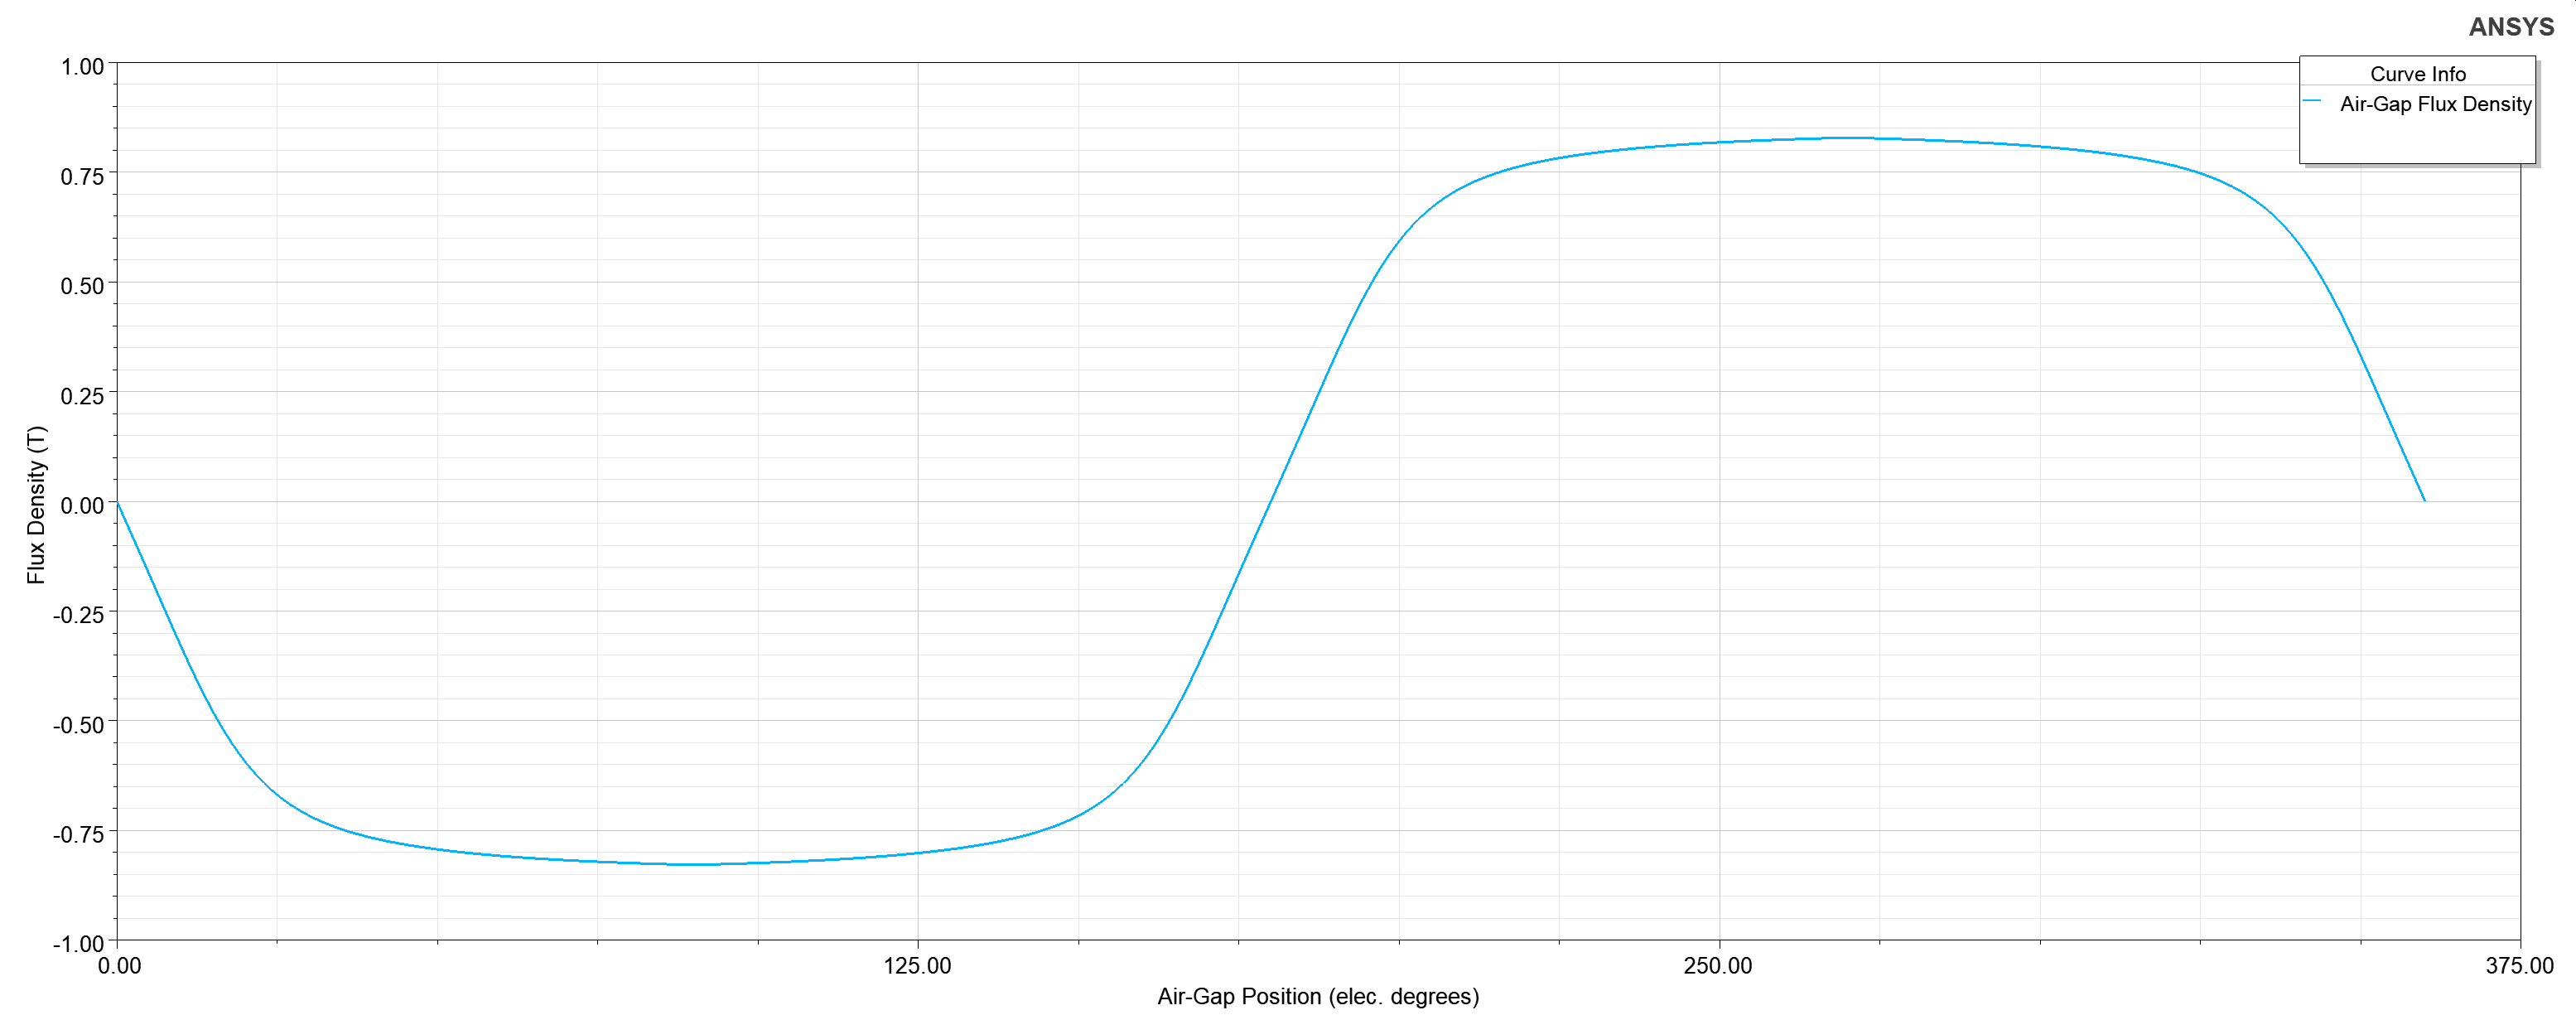 ANSYS
Curve Info
Air-Gap Flux Density
1.00
0.75
0.50
0.25
0.00
-0.25
-0.50
-0.75
-1.00
Flux Density (T)
0.00 125.00 250.00 375.00
Air-Gap Position (elec. degrees)